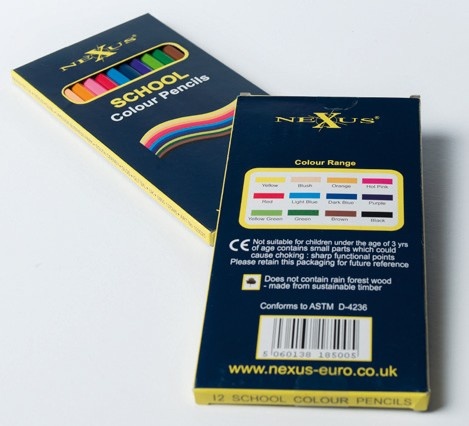 NEXUS
SCHOOL
Colour Pencils
NEXUS
Colour Range
Yellow Blush Orange Hot Pink
Red Light Blue Dark Blue Purple
Yellow Green Green Brown Black
CE Not suitable for children under the age of 3 yrs
of age contains small parts which could
cause choking : sharp functional points
Please retain this packaging for future reference
Does not contain rain forest wood
- made from sustainable timber
Conforms to ASTM D-4236
5 060138 185005
www.nexus-euro.co.uk
12 SCHOOL COLOUR PENCILS